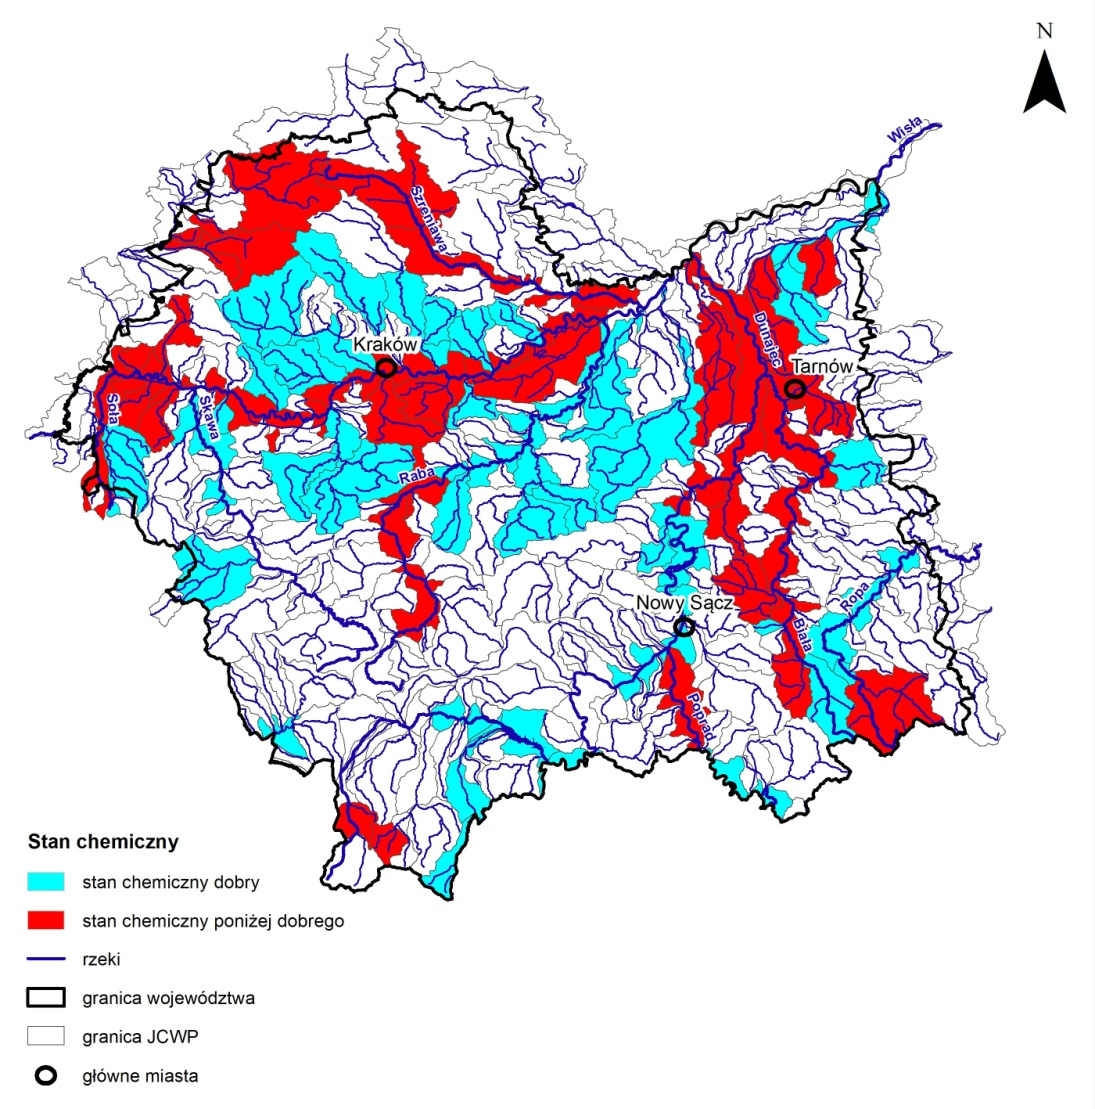 N
Wisła
Szreniawa
Kraków
Dunajec
Tarnów
Soła
Skawa
Raba
Nowy Sącz
Ropa
Biała
Poprad
Stan chemiczny
stan chemiczny dobry
stan chemiczny poniżej dobrego
rzeki
granica województwa
granica JCWP
główne miasta